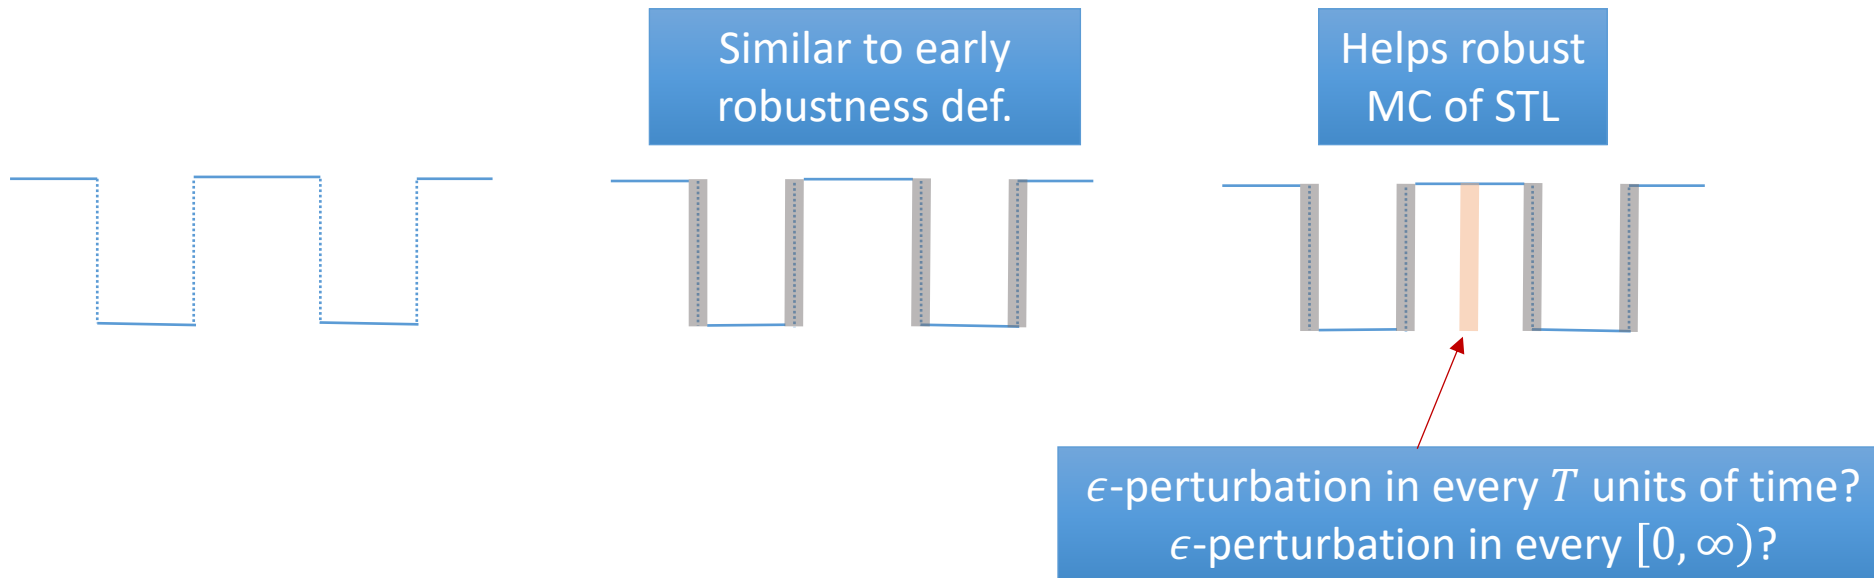 Similar to early
robustness def.
Helps robust
MC of STL
ϵ-perturbation in every T units of time?
ϵ-perturbation in every [0, ∞)?